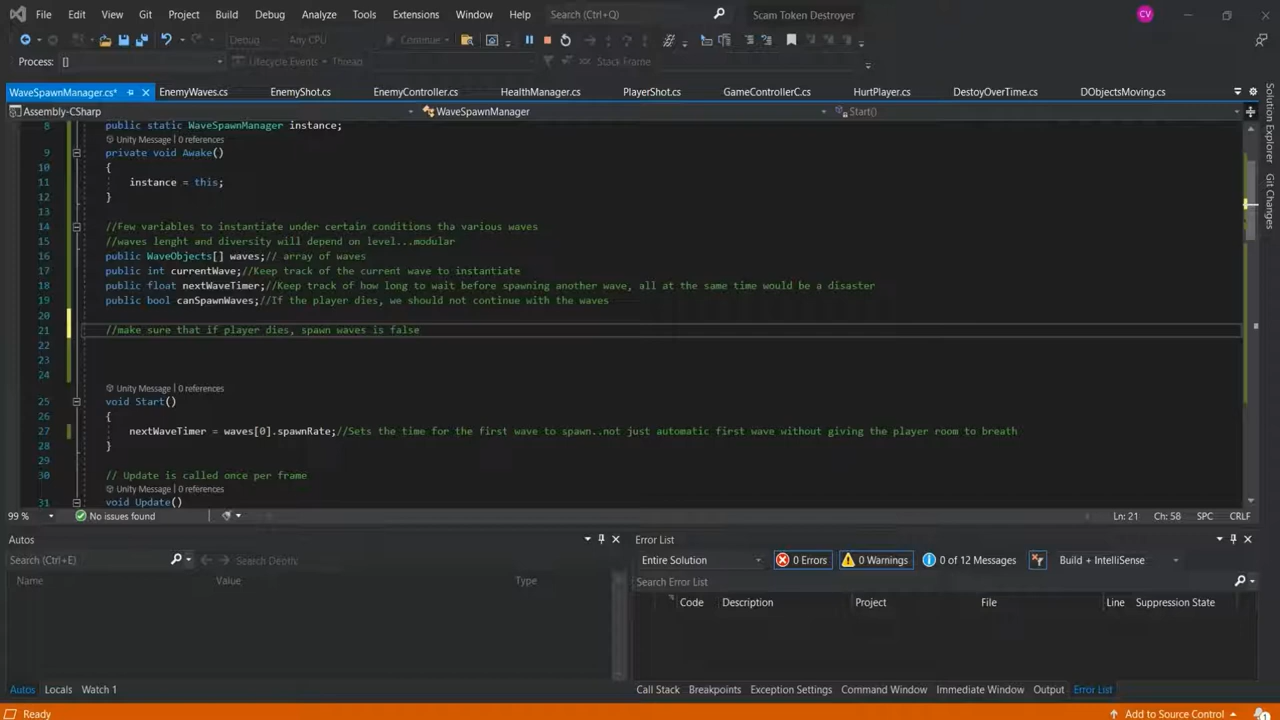 File Edit View Git Project Build Debug Analyze Tools Extensions Window Help Search (Ctrl+Q) Scam Token Destroyer CV
Debug Any CPU Continue
Process: [] Lifecycle Events Thread Stack Frame
WaveSpawnManager.cs* EnemyWaves.cs EnemyShot.cs EnemyController.cs HealthManager.cs PlayerShot.cs GameControllerC.cs HurtPlayer.cs DestoyOverTime.cs DObjectsMoving.cs
Assembly-CSharp WaveSpawnManager Start()
8 public static WaveSpawnManager instance;
Unity Message | 0 references
9 private void Awake()
10 {
11 instance = this;
12 }
13
14 //Few variables to instantiate under certain conditions tha various waves
15 //waves lenght and diversity will depend on level...modular
16 public WaveObjects[] waves;// array of waves
17 public int currentWave;//Keep track of the current wave to instantiate
18 public float nextWaveTimer;//Keep track of how long to wait before spawning another wave, all at the same time would be a disaster
19 public bool canSpawnWaves;//If the player dies, we should not continue with the waves
20
21 //make sure that if player dies, spawn waves is false
22
23
24
Unity Message | 0 references
25 void Start()
26 {
27 nextWaveTimer = waves[0].spawnRate;//Sets the time for the first wave to spawn..not just automatic first wave without giving the player room to breath
28 }
29
30 // Update is called once per frame
Unity Message | 0 references
31 void Update()
99 % No issues found Ln: 21 Ch: 58 SPC CRLF
Autos
Search (Ctrl+E) Search Depth:
Name Value Type
Autos Locals Watch 1
Error List
Entire Solution 0 Errors 0 Warnings 0 of 12 Messages Build + IntelliSense
Search Error List
Code Description Project File Line Suppression State
Call Stack Breakpoints Exception Settings Command Window Immediate Window Output Error List
Solution Explorer
Git Changes
Ready Add to Source Control 1